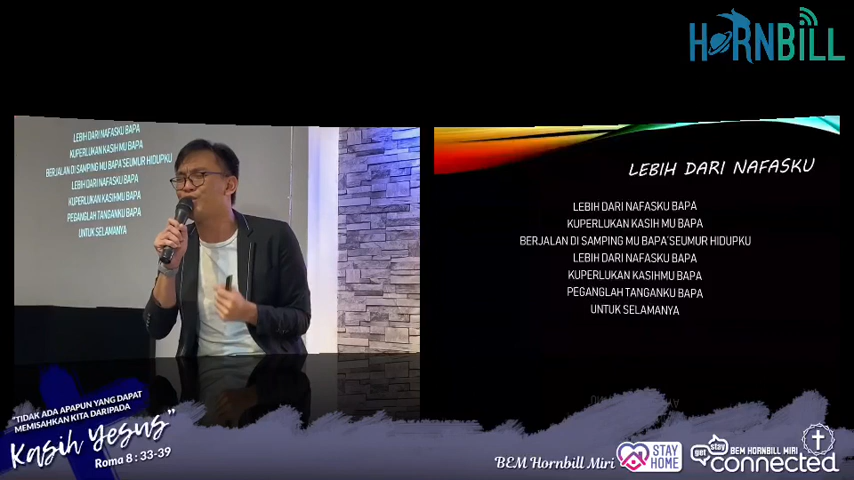 HORNBILL
LEBIH DARI NAFASKU BAPA
KUPERLUKAN KASIH MU BAPA
BERJALAN DI SAMPING MU BAPA'SEUMUR HIDUPKU
LEBIH DARI NAFASKU BAPA
KUPERLUKAN KASIHMU BAPA
PEGANGLAH TANGANKU BAPA
UNTUK SELAMANYA
LEBIH DARI NAFASKU
LEBIH DARI NAFASKU BAPA
KUPERLUKAN KASIH MU BAPA
BERJALAN DI SAMPING MU BAPA'SEUMUR HIDUPKU
LEBIH DARI NAFASKU BAPA
KUPERLUKAN KASIHMU BAPA
PEGANGLAH TANGANKU BAPA
UNTUK SELAMANYA
"TIDAK ADA APAPUN YANG DAPAT
MEMISAHKAN KITA DARIPADA
Kasih Yesus"
Roma 8 : 33-39
BEM Hornbill Miri
STAY
HOME
get stay
BEM HORNBILL MIRI
connected.